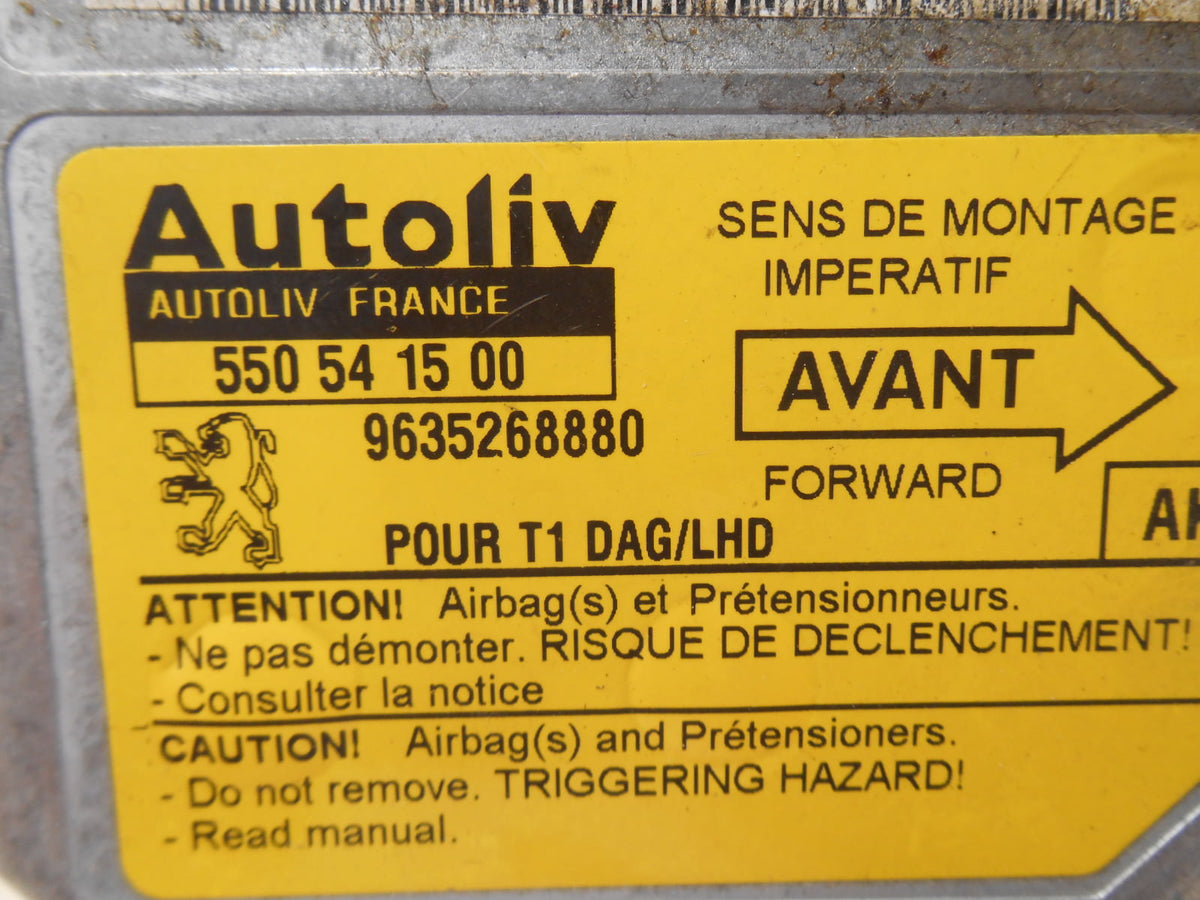 Autoliv
AUTOLIV FRANCE
550 54 15 00
9635268880
POUR T1 DAG/LHD
SENS DE MONTAGE
IMPERATIF
AVANT
FORWARD
ATTENTION! Airbag(s) et Prétensionneurs.
- Ne pas démonter. RISQUE DE DECLENCHEMENT!
- Consulter la notice
CAUTION! Airbag(s) and Prétensioners.
- Do not remove. TRIGGERING HAZARD!
- Read manual.